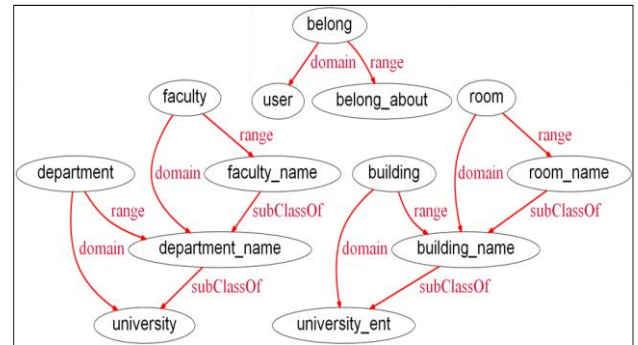 belong
domain range
faculty user belong_about room
range range
department domain faculty_name building domain room_name
range subClassOf range subClassOf
domain department_name domain building_name
subClassOf subClassOf
university university_ent